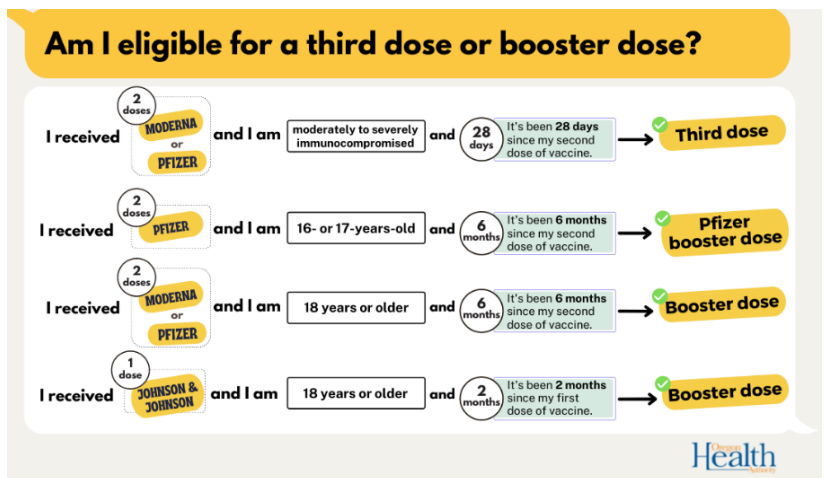 Am I eligible for a third dose or booster dose?
2
doses
I received
MODERNA
or
PFIZER
and I am
moderately to severely
immunocompromised
and
28
days
It's been 28 days
since my second
dose of vaccine.
Third dose
2
doses
I received
PFIZER
and I am
16- or 17-years-old
and
6
months
It's been 6 months
since my second
dose of vaccine.
Pfizer
booster dose
2
doses
I received
MODERNA
or
PFIZER
and I am
18 years or older
and
6
months
It's been 6 months
since my second
dose of vaccine.
Booster dose
1
dose
I received
JOHNSON &
JOHNSON
and I am
18 years or older
and
2
months
It's been 2 months
since my first
dose of vaccine.
Booster dose
Oregon
Health
Authority